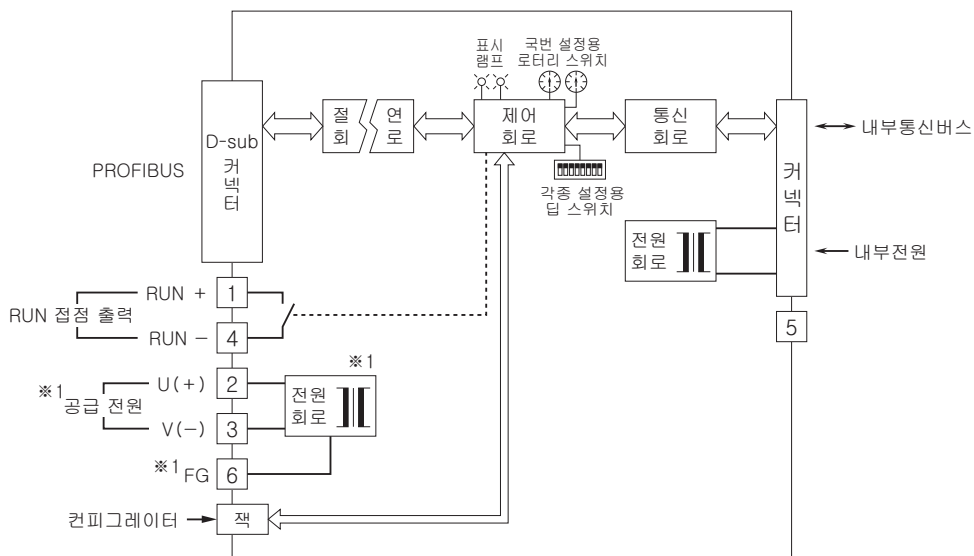 표시
램프
국번 설정용
로터리 스위치
PROFIBUS
D-sub
커
넥
터
절 연
회 로
제어
회로
통신
회로
커
넥
터
내부통신버스
각종 설정용
딥 스위치
전원
회로
내부전원
5
RUN 접점 출력
RUN +
1
RUN −
4
※1
공급 전원
U(+)
2
V(−)
3
※1
전원
회로
※1 FG
6
컨피그레이터
잭